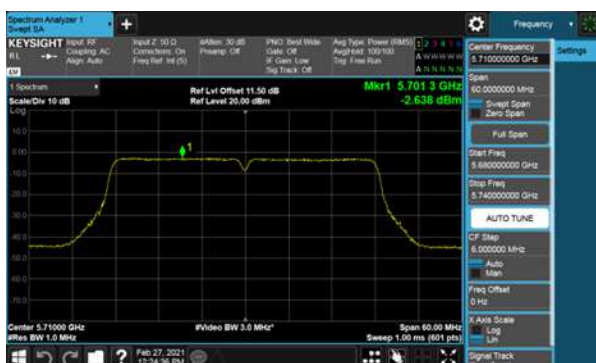 Spectrum Analyzer 1
Swept SA
Frequency
KEYSIGHT
Input: RF
Coupling: AC
Align: Auto
Input Z: 50 Ω
Corrections: On
Freq Ref: Int (S)
#Atten: 30 dB
Preamp: Off
PNO: Best Wide
Gate: Off
IF Gain: Low
Sig Track: Off
Avg Type: Power (RMS)
Avg|Hold: 100/100
Trig: Free Run
1 2 3 4 5 6
A W W W W W
A N N N N N
Center Frequency
5.710000000 GHz
Settings
Span
60.0000000 MHz
Swept Span
Zero Span
Full Span
Start Freq
5.680000000 GHz
Stop Freq
5.740000000 GHz
AUTO TUNE
CF Step
6.000000 MHz
Auto
Man
Freq Offset
0 Hz
X Axis Scale
Log
Lin
Signal Track
1 Spectrum
Scale/Div 10 dB
Ref Lvl Offset 11.50 dB
Ref Level 20.00 dBm
Mkr1 5.701 3 GHz
-2.638 dBm
Log
10.0
0.00
-10.0
-20.0
-30.0
-40.0
-50.0
-60.0
-70.0
1
Center 5.71000 GHz
#Res BW 1.0 MHz
#Video BW 3.0 MHz*
Span 60.00 MHz
Sweep 1.00 ms (601 pts)
?
Feb 27, 2021